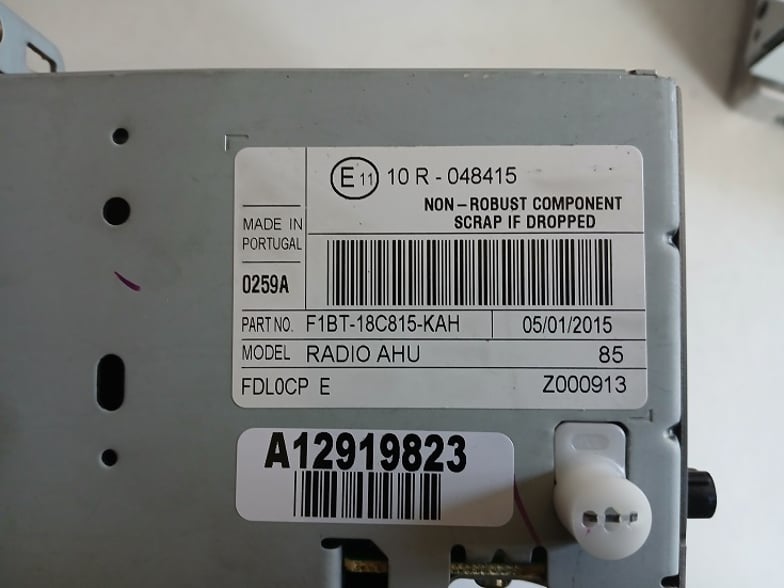 E 11 10 R - 048415
NON - ROBUST COMPONENT
SCRAP IF DROPPED
MADE IN
PORTUGAL
0259A
PART NO. F1BT-18C815-KAH 05/01/2015
MODEL RADIO AHU 85
FDL0CP E Z000913
A12919823